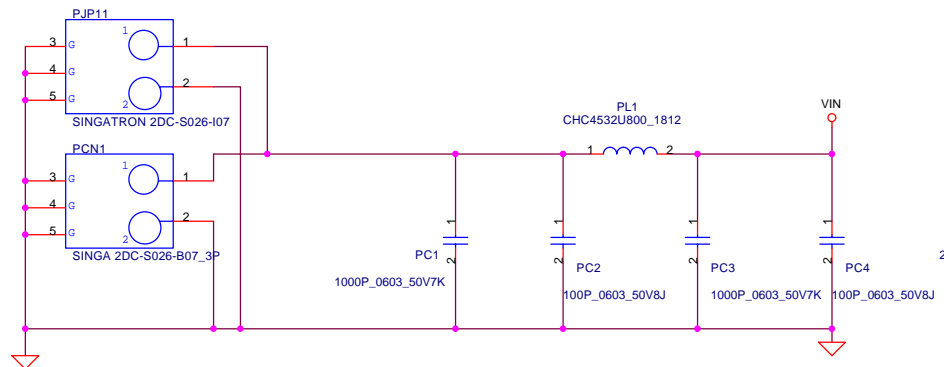 PJP11
1
1
3 G
4 G
2
5 G
2
SINGATRON 2DC-S026-I07
PCN1
1
1
3 G
4 G
2
5 G
2
SINGA 2DC-S026-B07_3P
PL1
CHC4532U800_1812
1
2
VIN
1
2
PC1
1000P_0603_50V7K
1
2
PC2
100P_0603_50V8J
1
2
PC3
1000P_0603_50V7K
1
2
PC4
100P_0603_50V8J
2